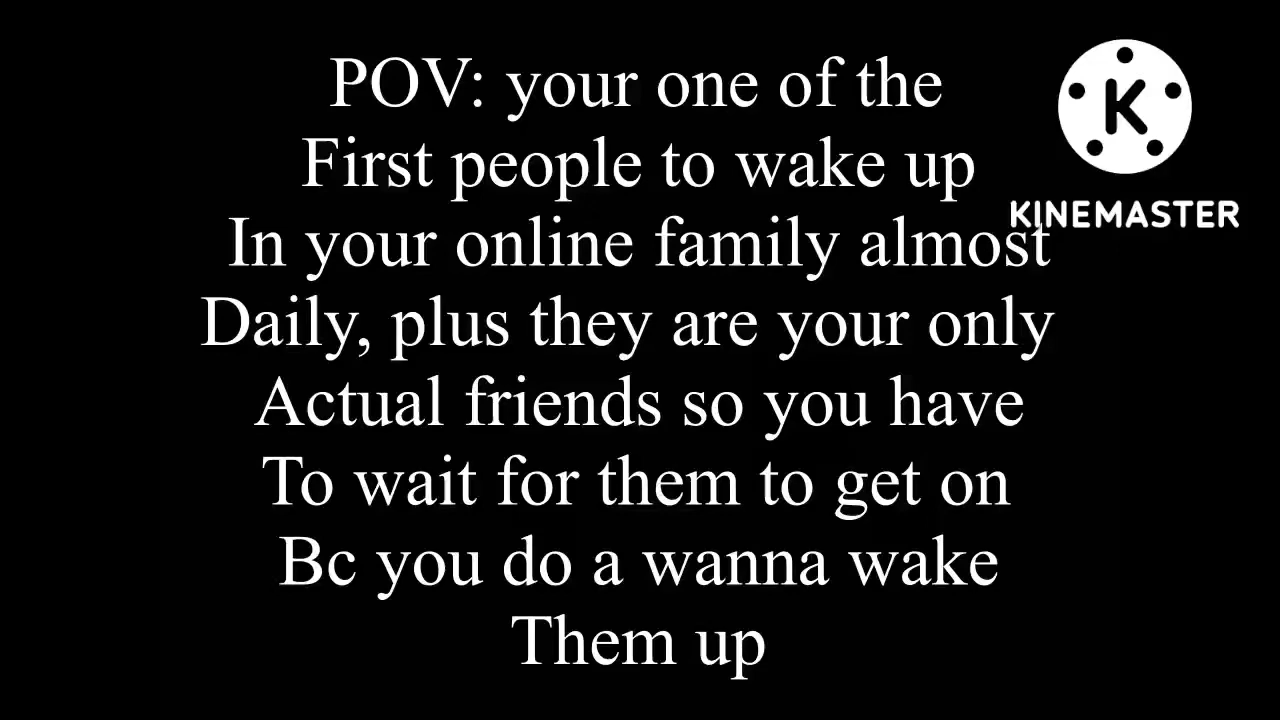 POV: your one of the
First people to wake up
In your online family almost
Daily, plus they are your only
Actual friends so you have
To wait for them to get on
Bc you do a wanna wake
Them up
K
KINEMASTER